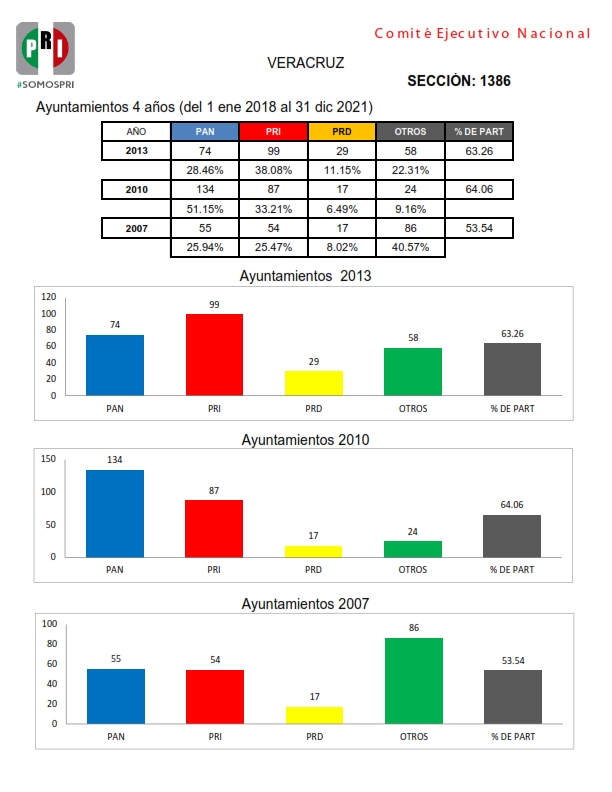 PRI
#SOMOSPRI
Comité Ejecutivo Nacional
VERACRUZ
SECCIÓN: 1386
Ayuntamientos 4 años (del 1 ene 2018 al 31 dic 2021)
AÑO PAN PRI PRD OTROS % DE PART
2013 74 99 29 58 63.26
28.46% 38.08% 11.15% 22.31%
2010 134 87 17 24 64.06
51.15% 33.21% 6.49% 9.16%
2007 55 54 17 86 53.54
25.94% 25.47% 8.02% 40.57%
Ayuntamientos 2013
120
100
80
60
40
20
0
74 99 29 58 63.26
PAN PRI PRD OTROS % DE PART
Ayuntamientos 2010
150
100
50
0
134 87 17 24 64.06
PAN PRI PRD OTROS % DE PART
Ayuntamientos 2007
100
80
60
40
20
0
55 54 17 86 53.54
PAN PRI PRD OTROS % DE PART